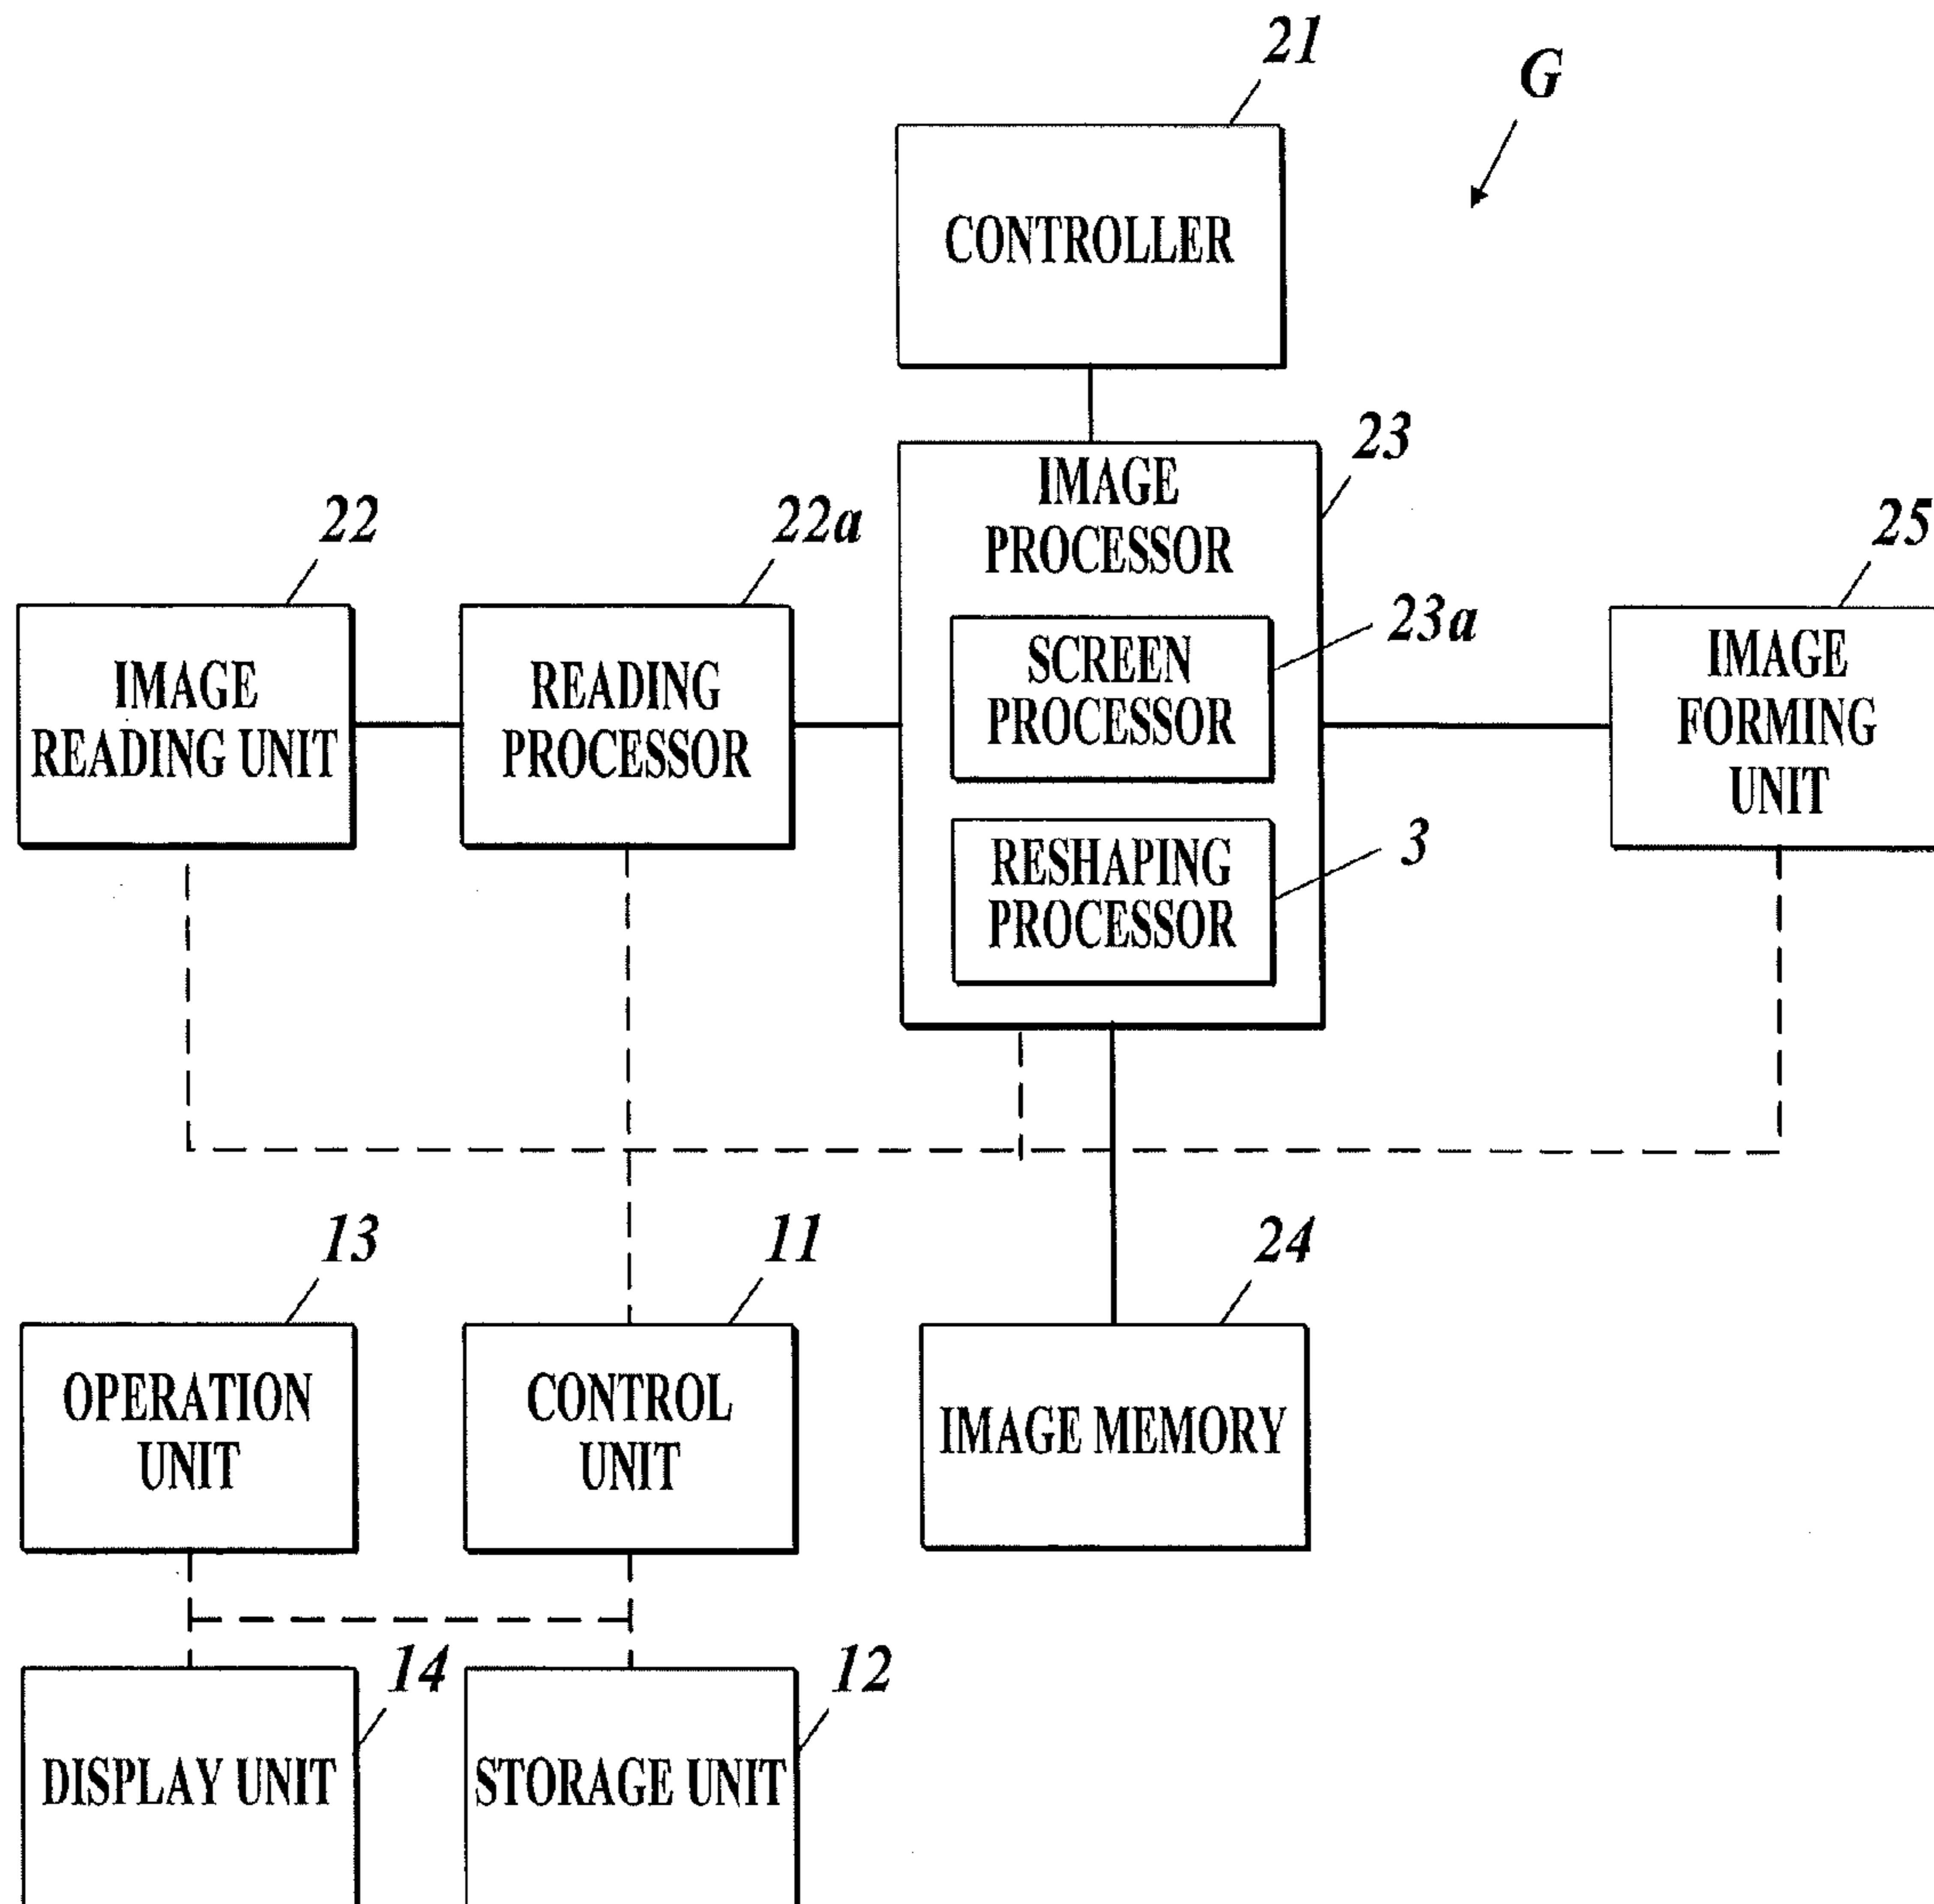 21
G
CONTROLLER
23
IMAGE
PROCESSOR
22
22a
25
23a
IMAGE
READING UNIT
READING
PROCESSOR
SCREEN
PROCESSOR
IMAGE
FORMING
UNIT
3
RESHAPING
PROCESSOR
13
11
24
OPERATION
UNIT
CONTROL
UNIT
IMAGE MEMORY
14
12
DISPLAY UNIT
STORAGE UNIT